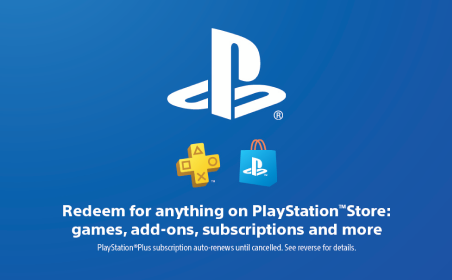 ®
™
Redeem for anything on PlayStation™Store:
games, add-ons, subscriptions and more
PlayStation®Plus subscription auto-renews until cancelled. See reverse for details.